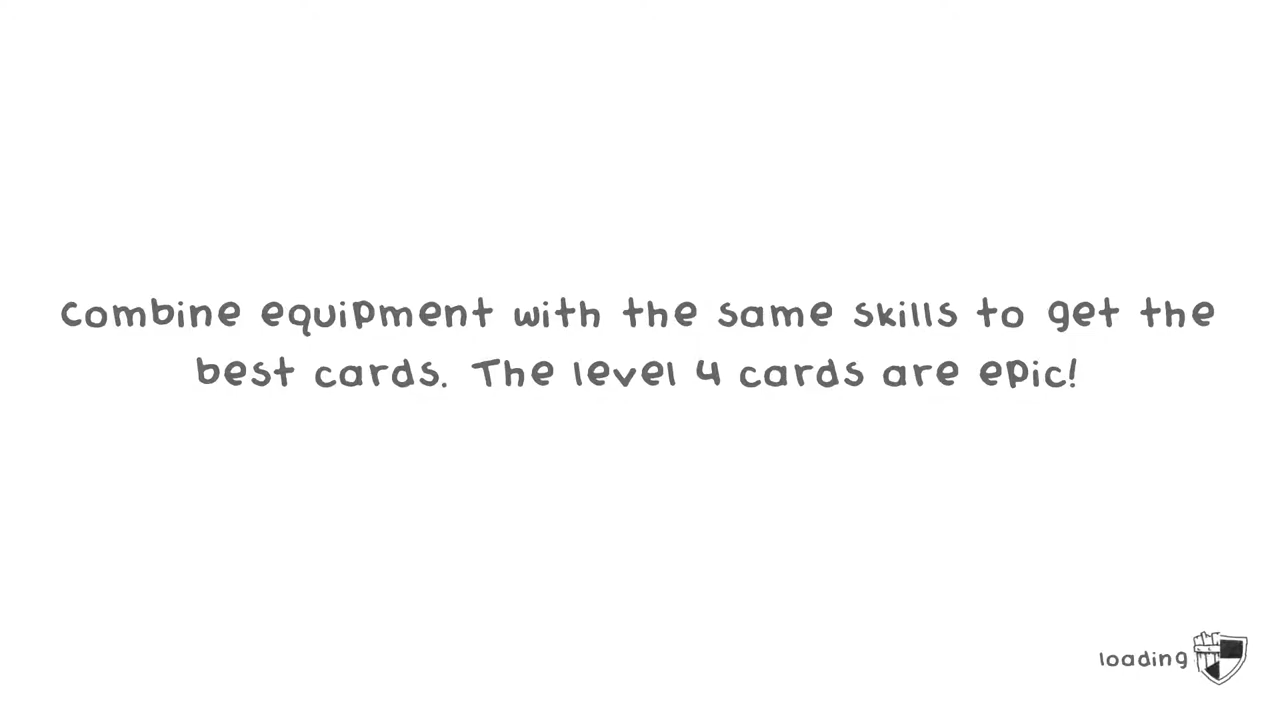 combine equipment with the same skills to get the
best cards. The level 4 cards are epic!
loading